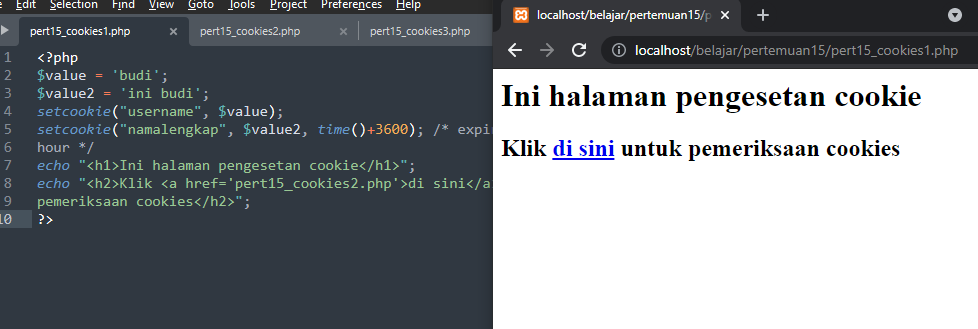 Edit Selection Find View Goto Tools Project Preferences Help
pert15_cookies1.php × pert15_cookies2.php × pert15_cookies3.php
1 <?php
2 $value = 'budi';
3 $value2 = 'ini budi';
4 setcookie("username", $value);
5 setcookie("namalengkap", $value2, time()+3600); /* expir
6 hour */
7 echo "<h1>Ini halaman pengesetan cookie</h1>";
8 echo "<h2>Klik <a href='pert15_cookies2.php'>di sini</a
9 pemeriksaan cookies</h2>";
10 ?>
localhost/belajar/pertemuan15/p ×
localhost/belajar/pertemuan15/pert15_cookies1.php
Ini halaman pengesetan cookie
Klik di sini untuk pemeriksaan cookies